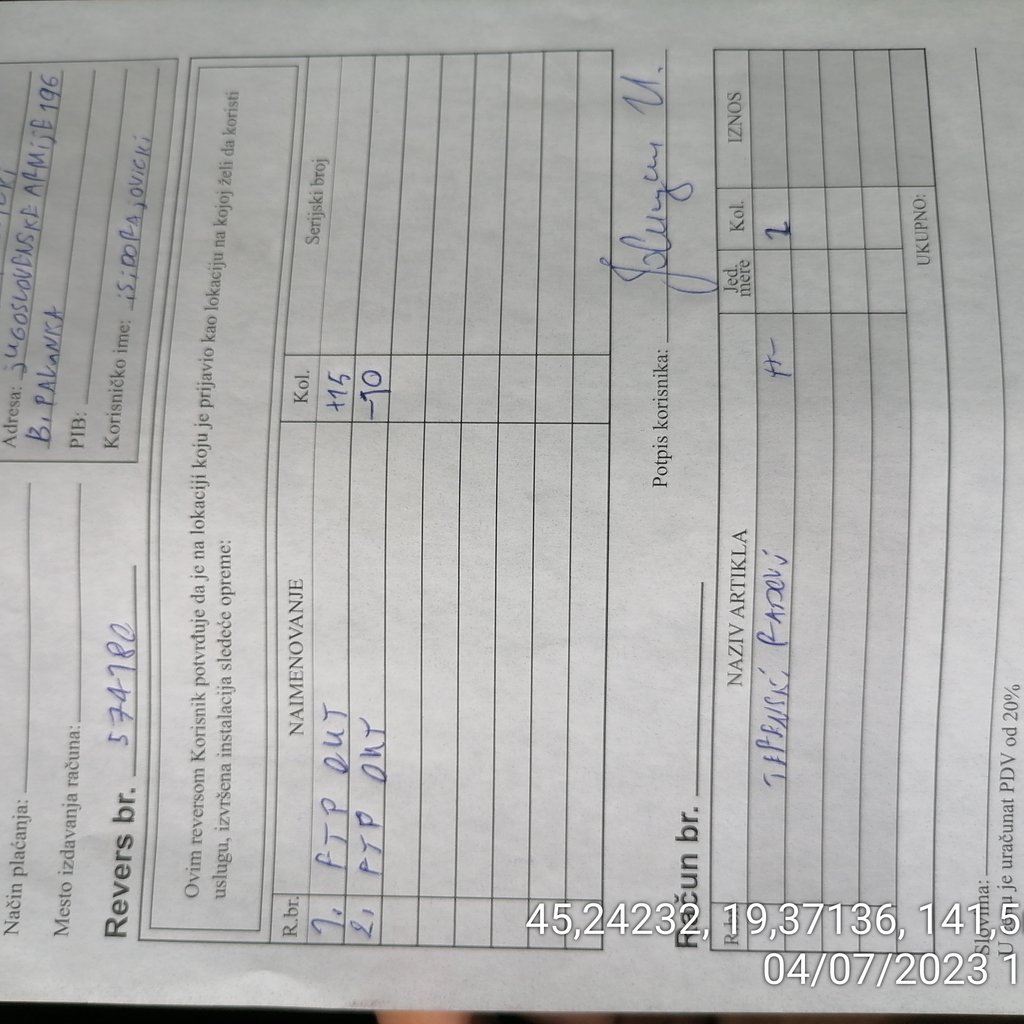 Adresa: JUGOSLOVENSKE ARMIJE 196
B. PALANKA
PIB:
Korisničko ime: ISIDORAJOVICKI
Način plaćanja:
Mesto izdavanja računa:
Revers br. 574780
Ovim reversom Korisnik potvrđuje da je na lokaciji koju je prijavio kao lokaciju na kojoj želi da koristi
uslugu, izvršena instalacija sledeće opreme:
R.br. NAIMENOVANJE Kol. Serijski broj
1. FTP OUT +15
2. FTP OUT -10
Potpis korisnika:
Račun br.
NAZIV ARTIKLA Jed. mere Kol. IZNOS
TERENSKI RADOVI H- 1
UKUPNO:
Slovima:
U cenu je uračunat PDV od 20%
45,24232, 19,37136, 141,5
04/07/2023 1